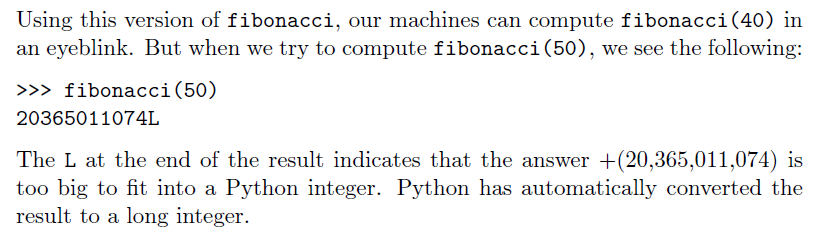 Using this version of fibonacci, our machines can compute fibonacci(40) in
an eyeblink. But when we try to compute fibonacci(50), we see the following:
>>> fibonacci(50)
20365011074L
The L at the end of the result indicates that the answer +(20,365,011,074) is
too big to fit into a Python integer. Python has automatically converted the
result to a long integer.